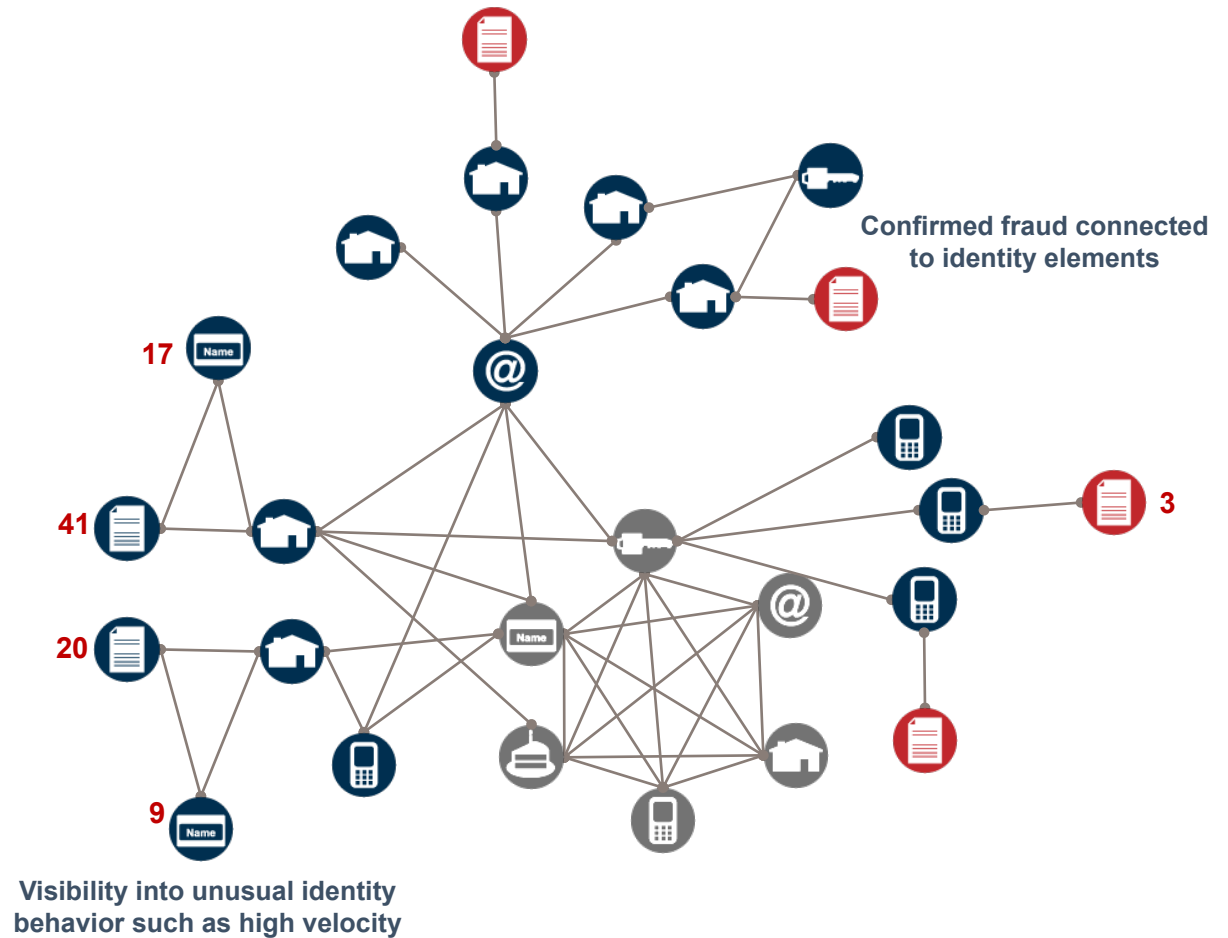 Confirmed fraud connected
to identity elements
@
17
Name
41
3
@
20
Name
9
Name
Visibility into unusual identity
behavior such as high velocity